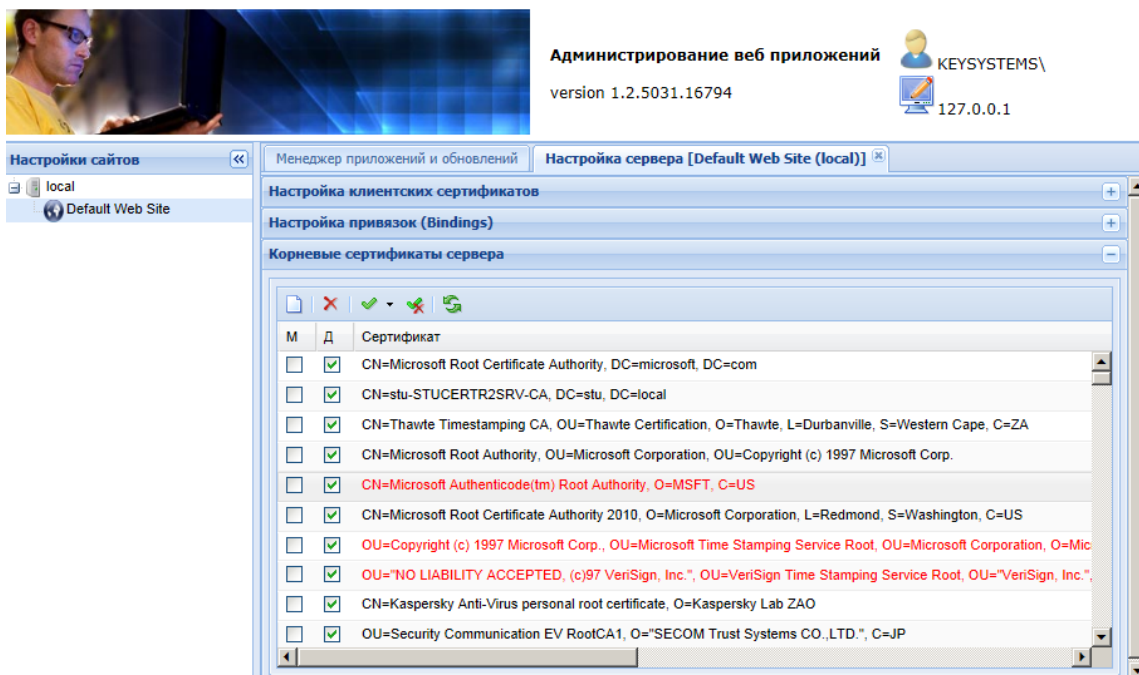 Администрирование веб приложений
version 1.2.5031.16794
KEYSYSTEMS\
127.0.0.1
Настройки сайтов
local
Default Web Site
Менеджер приложений и обновлений
Настройка сервера [Default Web Site (local)]
Настройка клиентских сертификатов
Настройка привязок (Bindings)
Корневые сертификаты сервера
М Д Сертификат
CN=Microsoft Root Certificate Authority, DC=microsoft, DC=com
CN=stu-STUCERTR2SRV-CA, DC=stu, DC=local
CN=Thawte Timestamping CA, OU=Thawte Certification, O=Thawte, L=Durbanville, S=Western Cape, C=ZA
CN=Microsoft Root Authority, OU=Microsoft Corporation, OU=Copyright (c) 1997 Microsoft Corp.
CN=Microsoft Authenticode(tm) Root Authority, O=MSFT, C=US
CN=Microsoft Root Certificate Authority 2010, O=Microsoft Corporation, L=Redmond, S=Washington, C=US
OU=Copyright (c) 1997 Microsoft Corp., OU=Microsoft Time Stamping Service Root, OU=Microsoft Corporation, O=Mic
OU="NO LIABILITY ACCEPTED, (c)97 VeriSign, Inc.", OU=VeriSign Time Stamping Service Root, OU="VeriSign, Inc.",
CN=Kaspersky Anti-Virus personal root certificate, O=Kaspersky Lab ZAO
OU=Security Communication EV RootCA1, O="SECOM Trust Systems CO.,LTD.", C=JP